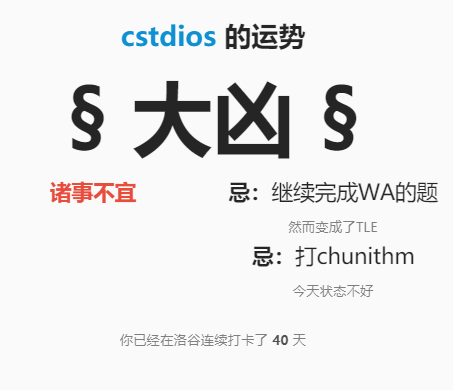 cstdios 的运势
§ 大凶 §
诸事不宜
忌：继续完成WA的题
然而变成了TLE
忌：打chunithm
今天状态不好
你已经在洛谷连续打卡了 40 天